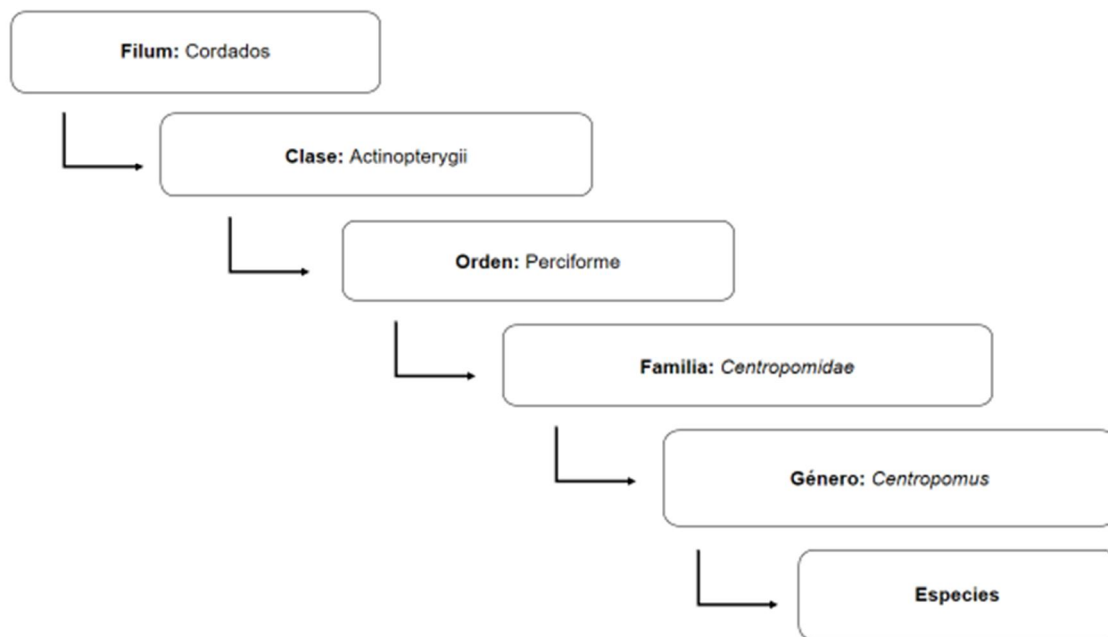 Filum: Cordados
Clase: Actinopterygii
Orden: Perciforme
Familia: Centropomidae
Género: Centropomus
Especies